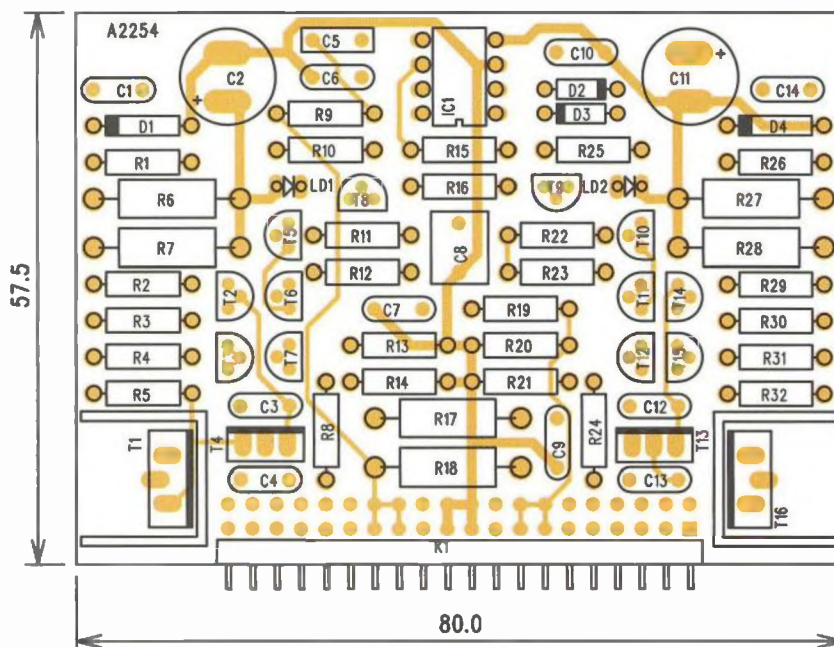 A2254
C5
C6
C1
C2
+
IC1
C10
C11
+
C14
D1
R9
D2
D3
D4
R1
R10
R15
R25
R26
R6
LD1
T8
R16
T9
LD2
R27
R7
T5
R11
C8
R22
T10
R28
R2
T2
T6
R12
R23
T11
T14
R29
R3
C7
R19
R30
R4
T7
R13
R20
T12
T15
R31
R5
R14
R21
R32
C3
R8
R17
C9
R24
C12
T1
T4
R18
T13
T16
C4
C13
K1
57.5
80.0